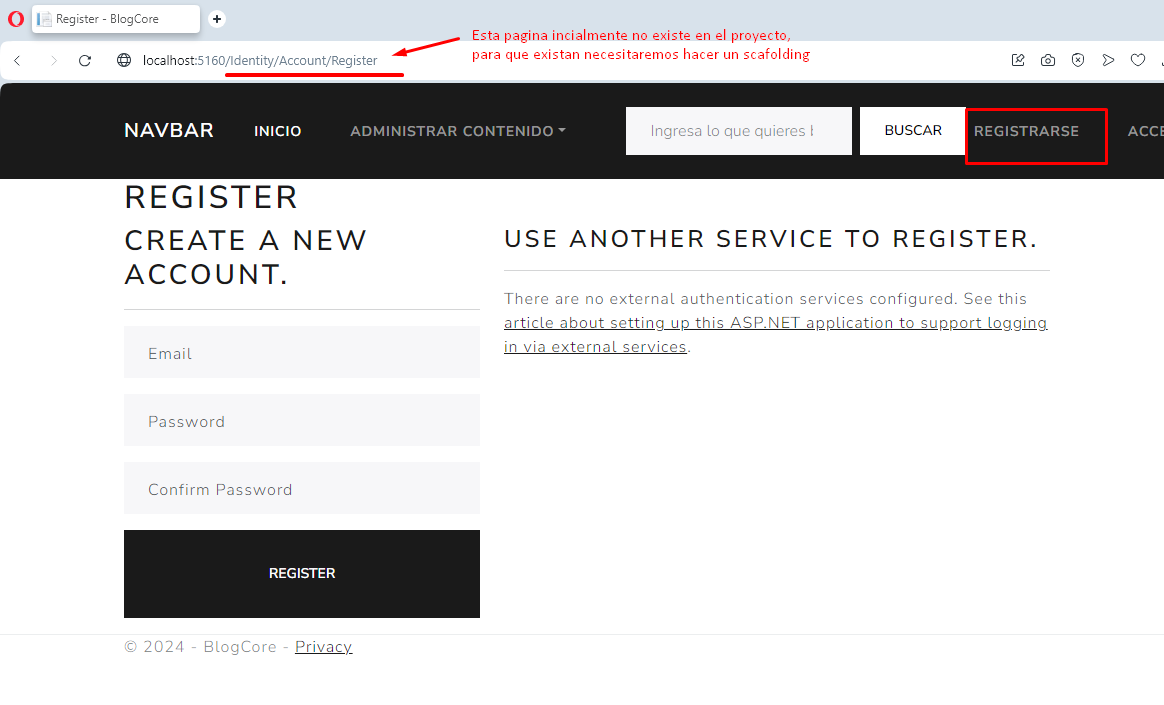 Register - BlogCore
Esta pagina incialmente no existe en el proyecto,
para que existan necesitaremos hacer un scafolding
localhost:5160/Identity/Account/Register
NAVBAR INICIO ADMINISTRAR CONTENIDO Ingresa lo que quieres b BUSCAR REGISTRARSE ACCE
REGISTER
CREATE A NEW
ACCOUNT.
Email
Password
Confirm Password
REGISTER
USE ANOTHER SERVICE TO REGISTER.
There are no external authentication services configured. See this
article about setting up this ASP.NET application to support logging
in via external services.
© 2024 - BlogCore - Privacy